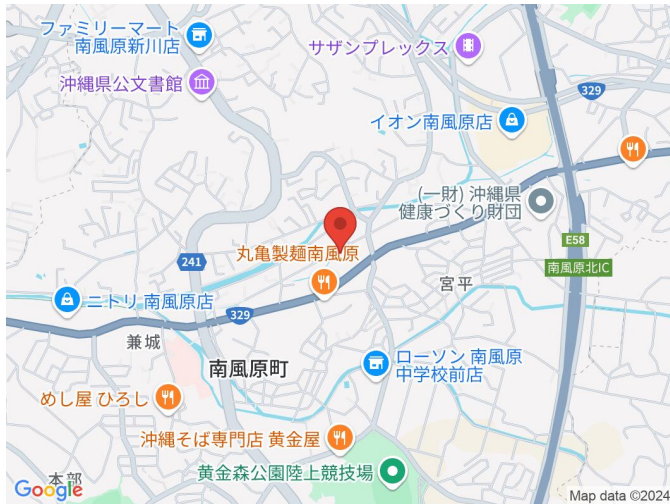 ファミリーマート
南風原新川店
サザンプレックス
沖縄県公文書館
329
イオン南風原店
(一財) 沖縄県
健康づくり財団
E58
南風原北IC
241
丸亀製麺南風原
宮平
ニトリ 南風原店
329
兼城
南風原町
ローソン 南風原
中学校前店
めし屋 ひろし
沖縄そば専門店 黄金屋
黄金森公園陸上競技場
本部
Google
Map data ©2024